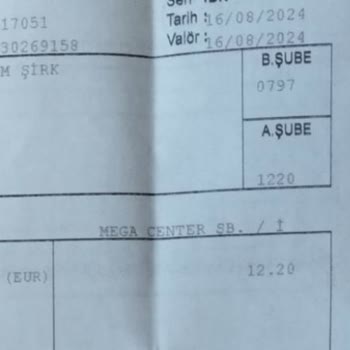 Tarih :16/08/2024
17051
Valör :16/08/2024
30269158
M ŞİRK
B.ŞUBE
0797
A.ŞUBE
1220
MEGA CENTER ŞB. / İ
(EUR) 12.20